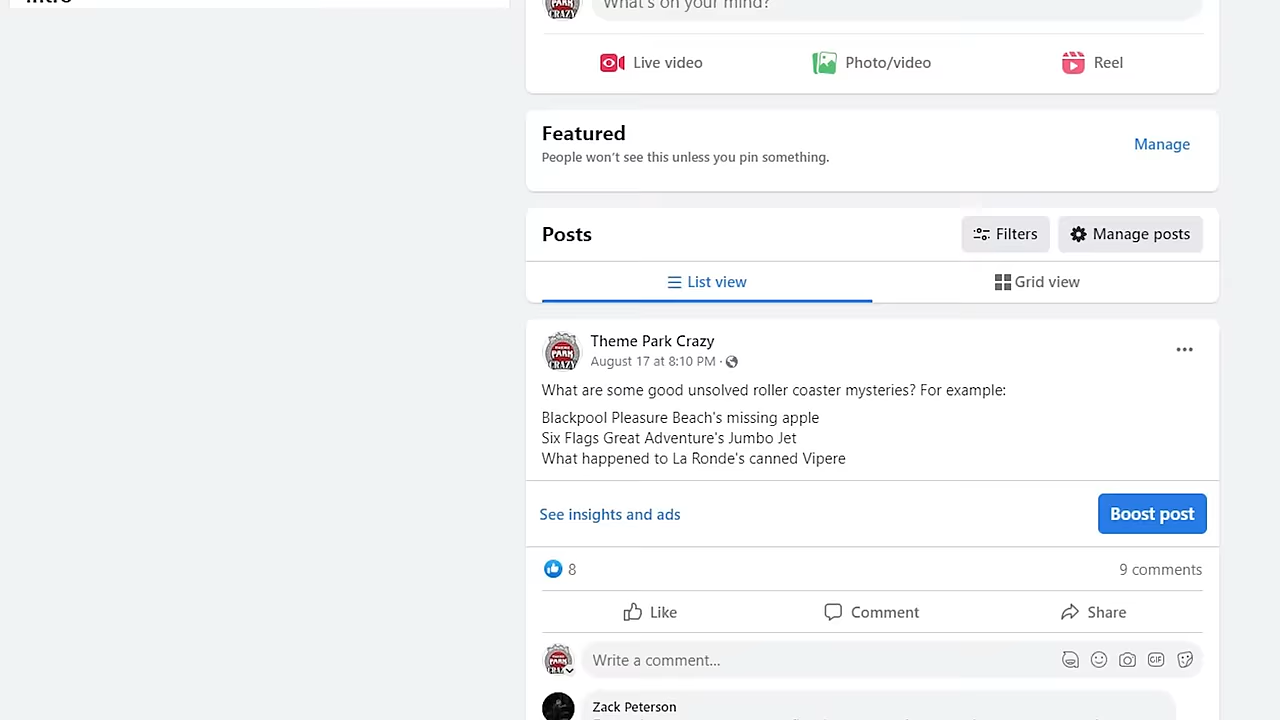 What's on your mind?
Live video
Photo/video
Reel
Featured
People won't see this unless you pin something.
Manage
Posts
Filters
Manage posts
List view
Grid view
Theme Park Crazy
August 17 at 8:10 PM ·
What are some good unsolved roller coaster mysteries? For example:
Blackpool Pleasure Beach's missing apple
Six Flags Great Adventure's Jumbo Jet
What happened to La Ronde's canned Vipere
See insights and ads
Boost post
8
9 comments
Like
Comment
Share
Write a comment...
GIF
Zack Peterson